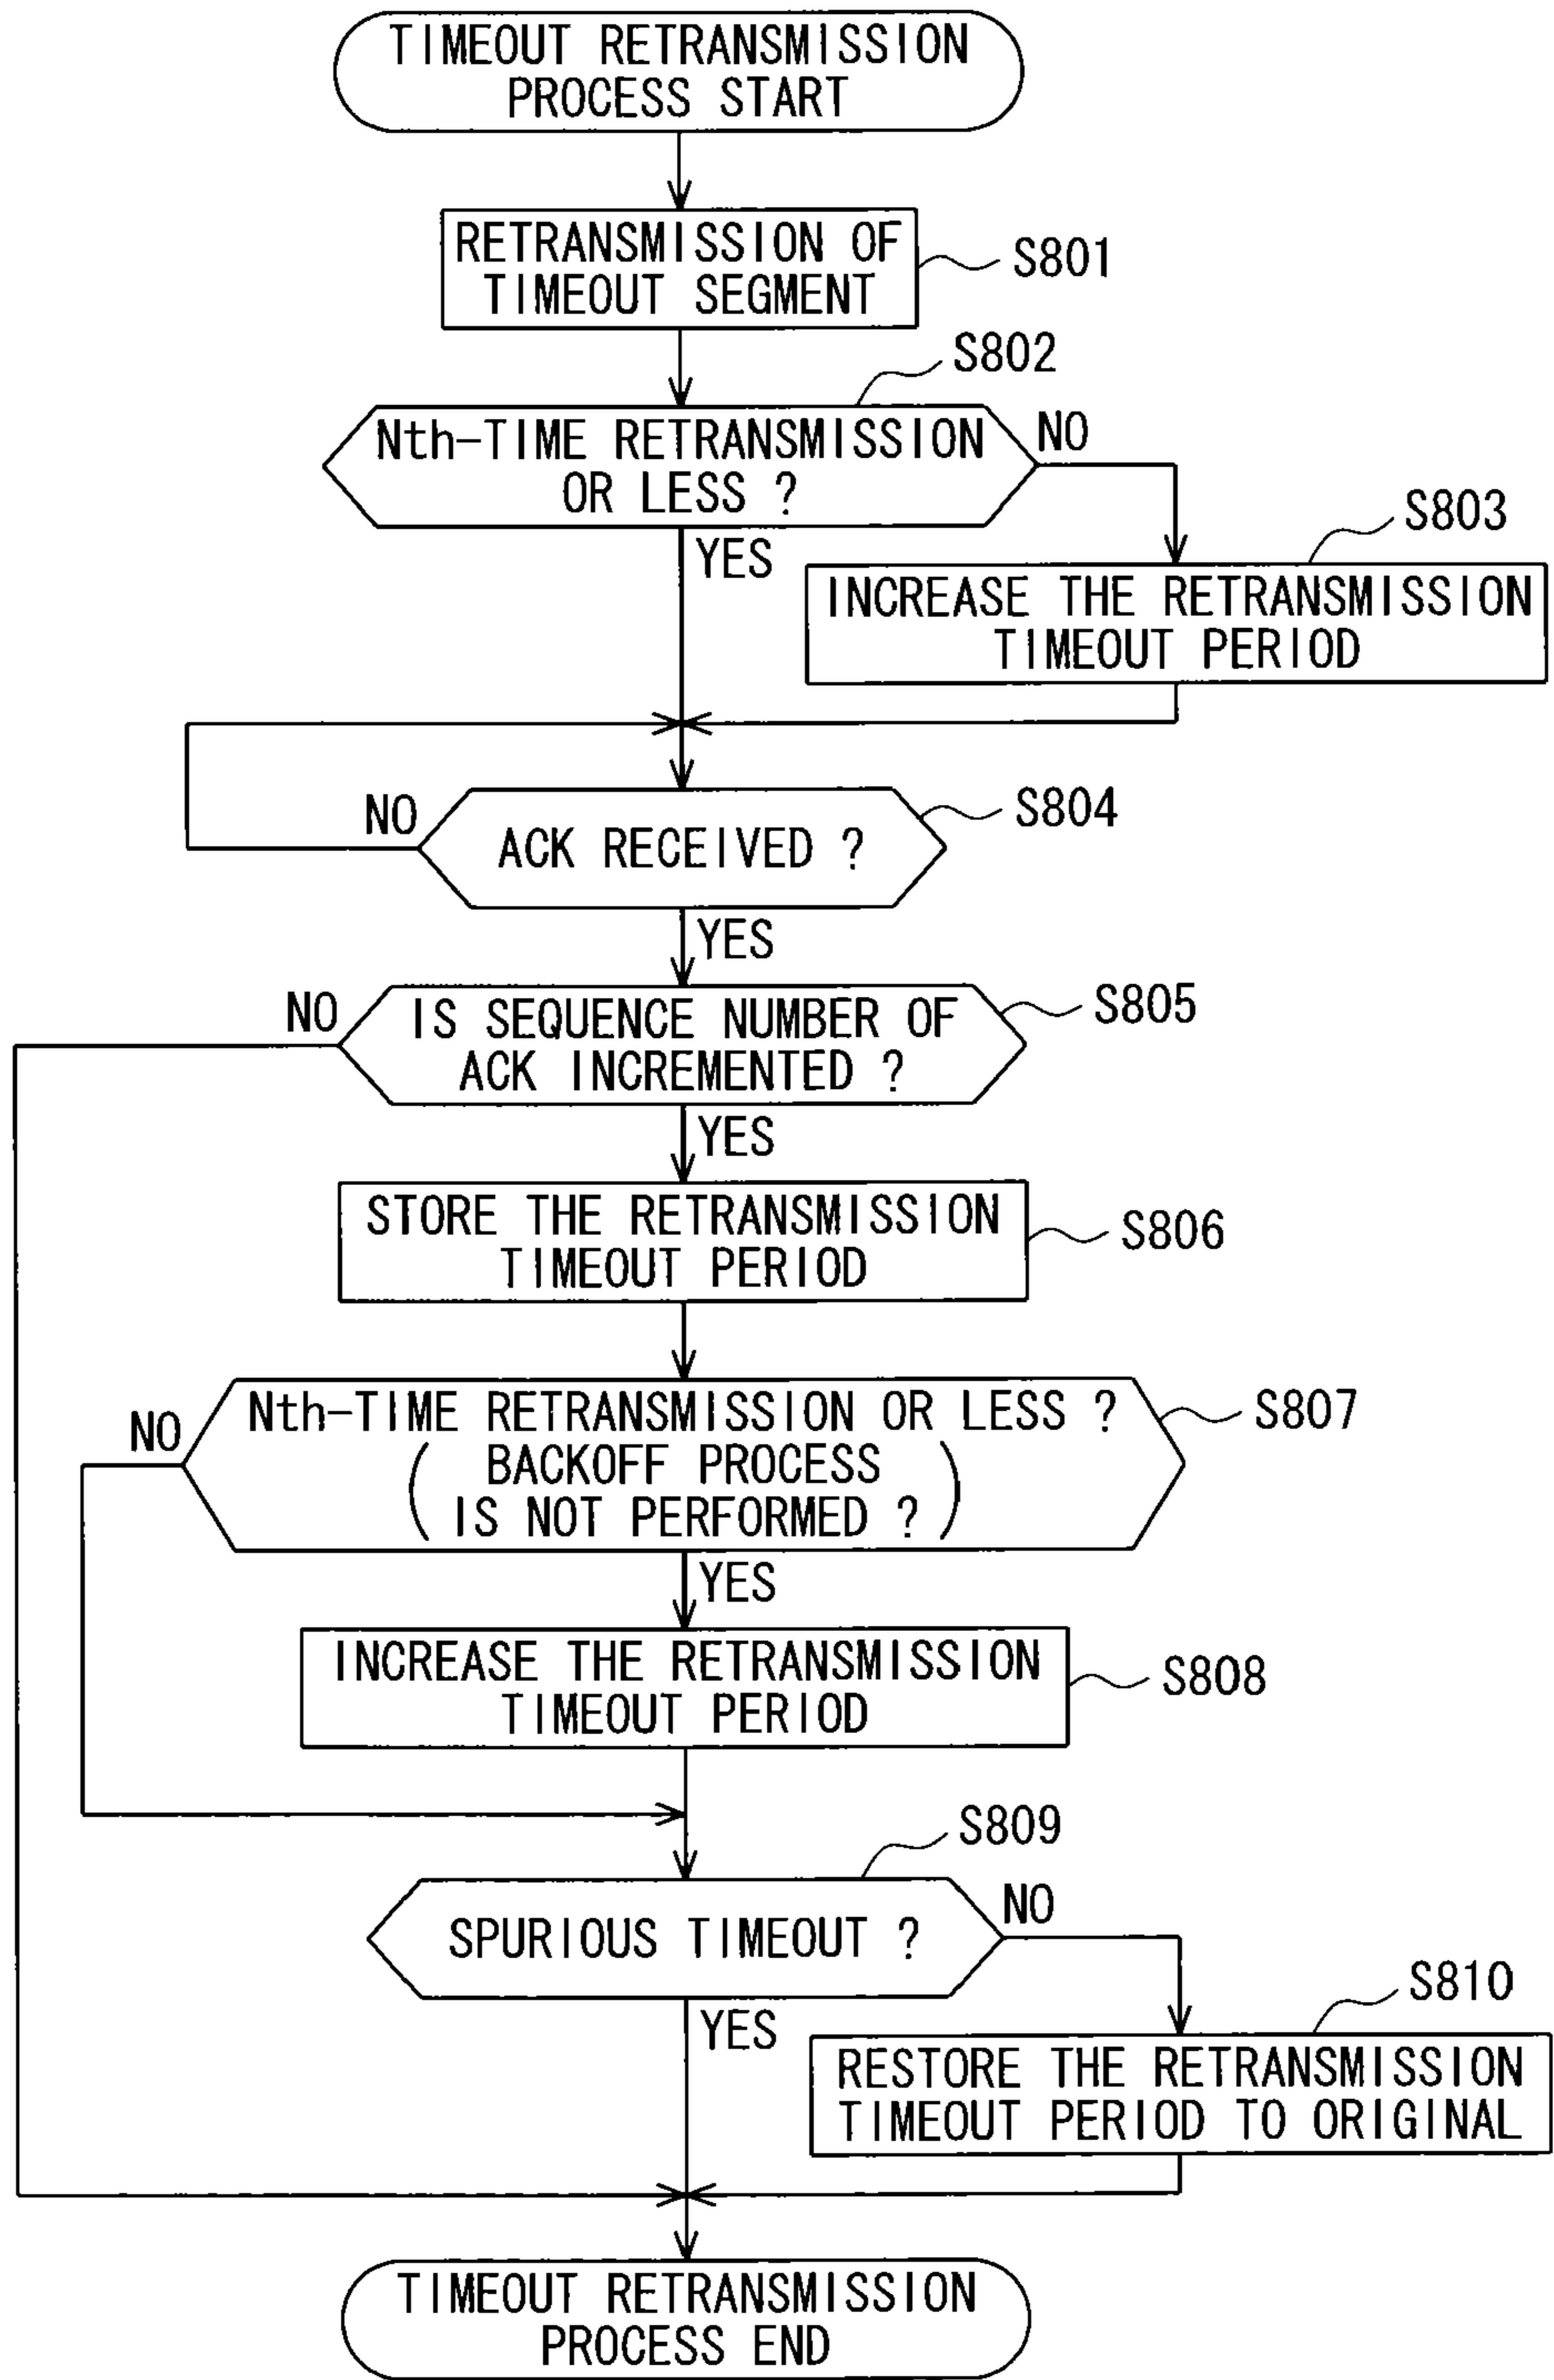 TIMEOUT RETRANSMISSION
PROCESS START
RETRANSMISSION OF
TIMEOUT SEGMENT
S801
S802
Nth-TIME RETRANSMISSION
OR LESS ?
NO
YES
S803
INCREASE THE RETRANSMISSION
TIMEOUT PERIOD
NO
ACK RECEIVED ?
S804
YES
NO
IS SEQUENCE NUMBER OF
ACK INCREMENTED ?
S805
YES
STORE THE RETRANSMISSION
TIMEOUT PERIOD
S806
NO
Nth-TIME RETRANSMISSION OR LESS ?
( BACKOFF PROCESS
IS NOT PERFORMED ? )
S807
YES
INCREASE THE RETRANSMISSION
TIMEOUT PERIOD
S808
S809
SPURIOUS TIMEOUT ?
NO
YES
S810
RESTORE THE RETRANSMISSION
TIMEOUT PERIOD TO ORIGINAL
TIMEOUT RETRANSMISSION
PROCESS END